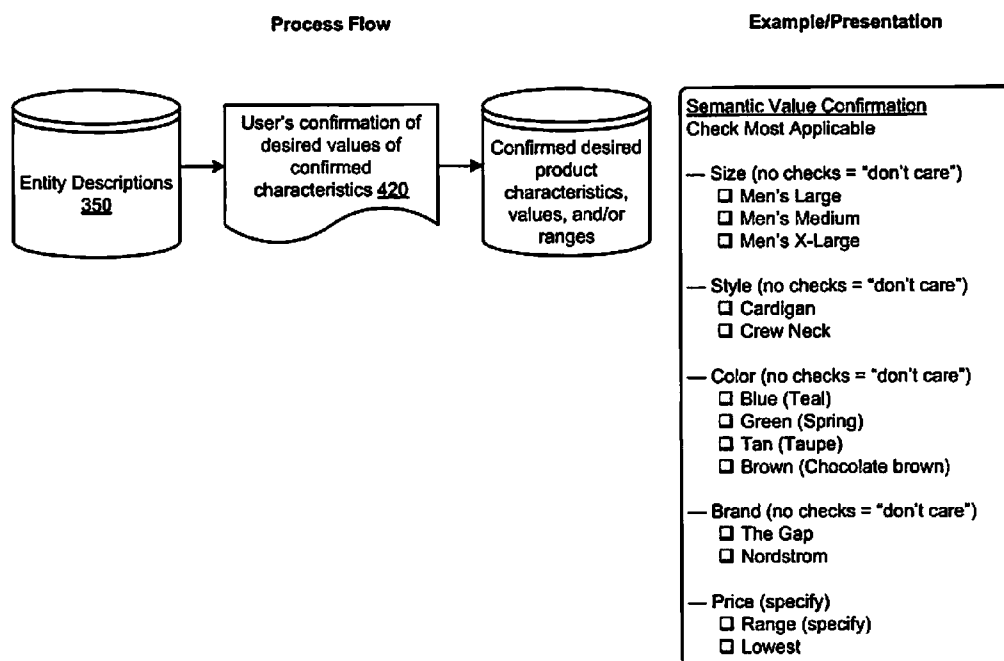 Process Flow
Example/Presentation
Entity Descriptions
350
User's confirmation of
desired values of
confirmed
characteristics 420
Confirmed desired
product
characteristics,
values, and/or
ranges
Semantic Value Confirmation
Check Most Applicable
— Size (no checks = "don't care")
❑ Men's Large
❑ Men's Medium
❑ Men's X-Large
— Style (no checks = "don't care")
❑ Cardigan
❑ Crew Neck
— Color (no checks = "don't care")
❑ Blue (Teal)
❑ Green (Spring)
❑ Tan (Taupe)
❑ Brown (Chocolate brown)
— Brand (no checks = "don't care")
❑ The Gap
❑ Nordstrom
— Price (specify)
❑ Range (specify)
❑ Lowest